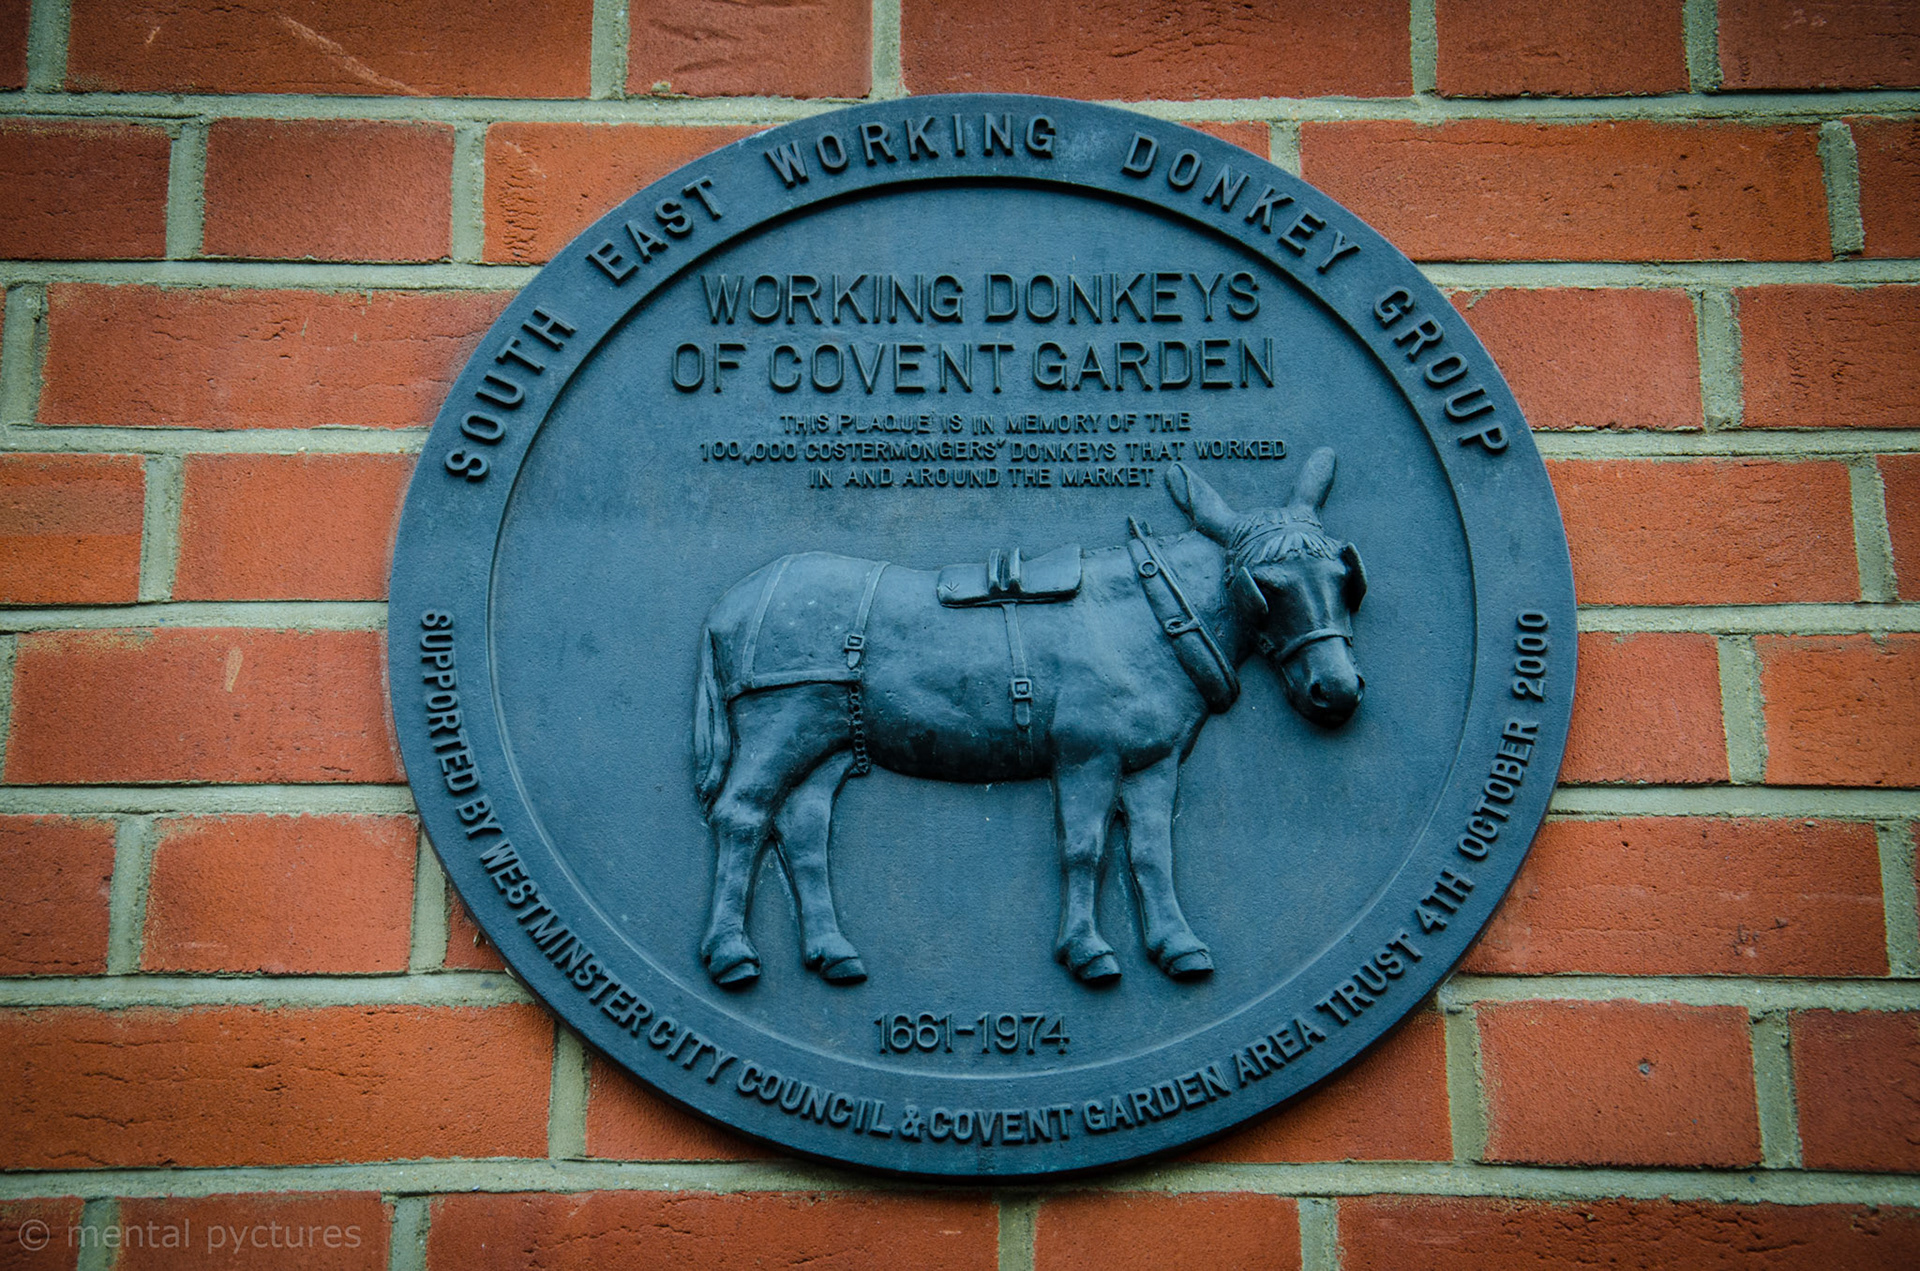 SOUTH EAST WORKING DONKEY GROUP
WORKING DONKEYS
OF COVENT GARDEN
THIS PLAQUE IS IN MEMORY OF THE
100,000 COSTERMONGERS' DONKEYS THAT WORKED
IN AND AROUND THE MARKET
1661-1974
SUPPORTED BY WESTMINSTER CITY COUNCIL & COVENT GARDEN AREA TRUST 4TH OCTOBER 2000
© mental pyctures